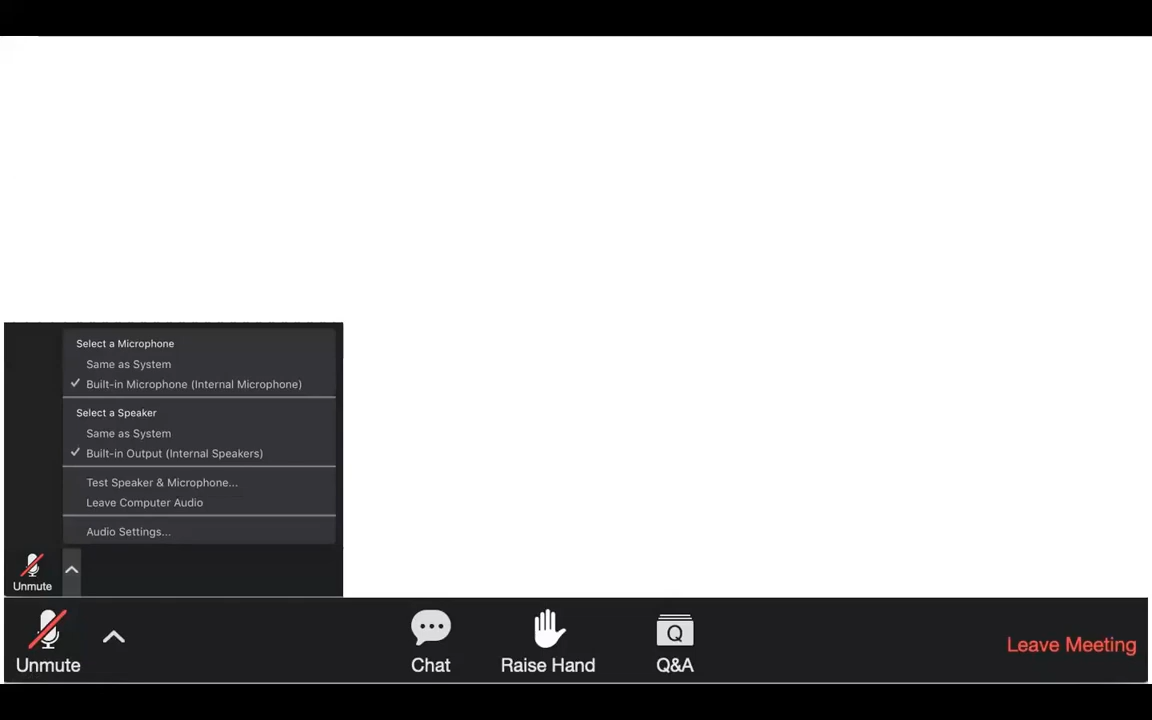 Select a Microphone
Same as System
Built-in Microphone (Internal Microphone)
Select a Speaker
Same as System
Built-in Output (Internal Speakers)
Test Speaker & Microphone...
Leave Computer Audio
Audio Settings...
Unmute
Unmute
Chat
Raise Hand
Q
Q&A
Leave Meeting